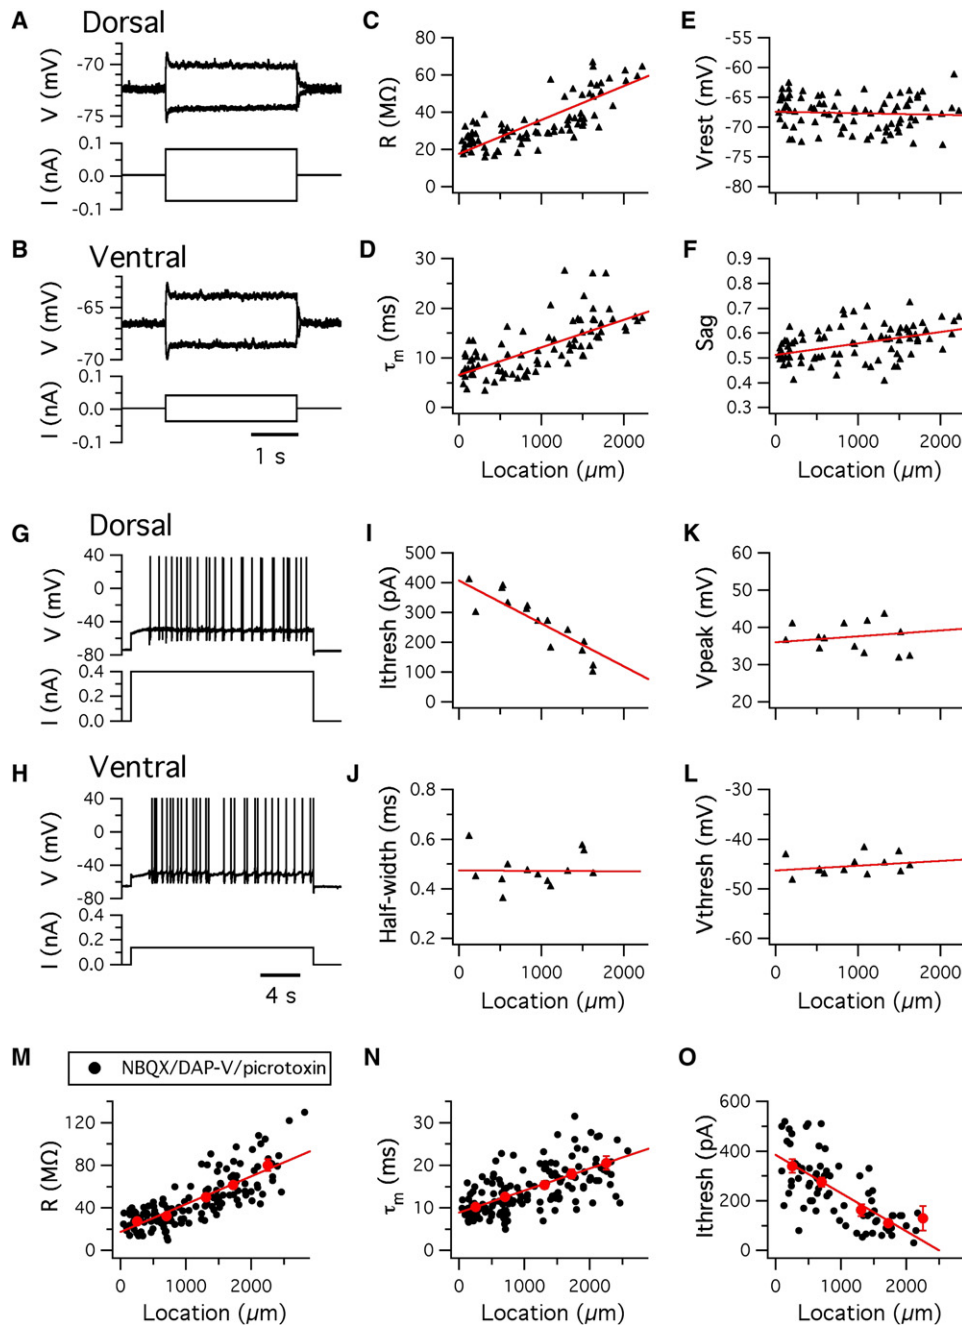 A Dorsal
V (mV)
-70
-75
I (nA)
0.1
0.0
-0.1
B Ventral
V (mV)
-65
-70
I (nA)
0.1
0.0
-0.1
1 s
C
R (MΩ)
80
60
40
20
0
D
τm (ms)
30
20
10
0
0 1000 2000
Location (µm)
E
Vrest (mV)
-55
-60
-65
-70
-75
-80
F
Sag
0.9
0.8
0.7
0.6
0.5
0.4
0.3
0 1000 2000
Location (µm)
G Dorsal
V (mV)
40
0
-40
-80
I (nA)
0.4
0.2
0.0
H Ventral
V (mV)
40
0
-40
-80
I (nA)
0.4
0.2
0.0
4 s
I
Ithresh (pA)
500
400
300
200
100
0
J
Half-width (ms)
0.8
0.6
0.4
0.2
0 1000 2000
Location (µm)
K
Vpeak (mV)
60
50
40
30
20
L
Vthresh (mV)
-30
-40
-50
-60
0 1000 2000
Location (µm)
M
NBQX/DAP-V/picrotoxin
R (MΩ)
120
80
40
0
0 1000 2000
Location (µm)
N
τm (ms)
30
20
10
0
0 1000 2000
Location (µm)
O
Ithresh (pA)
600
400
200
0
0 1000 2000
Location (µm)